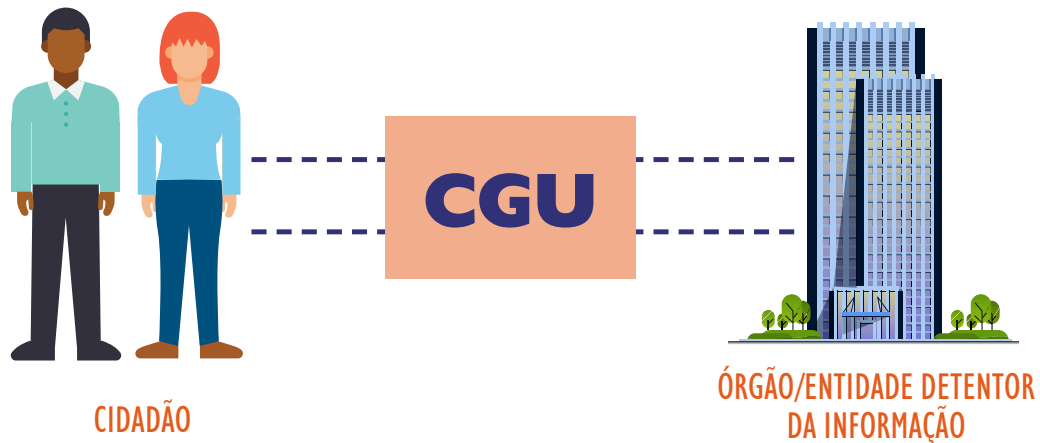 CGU
CIDADÃO
ÓRGÃO/ENTIDADE DETENTOR
DA INFORMAÇÃO